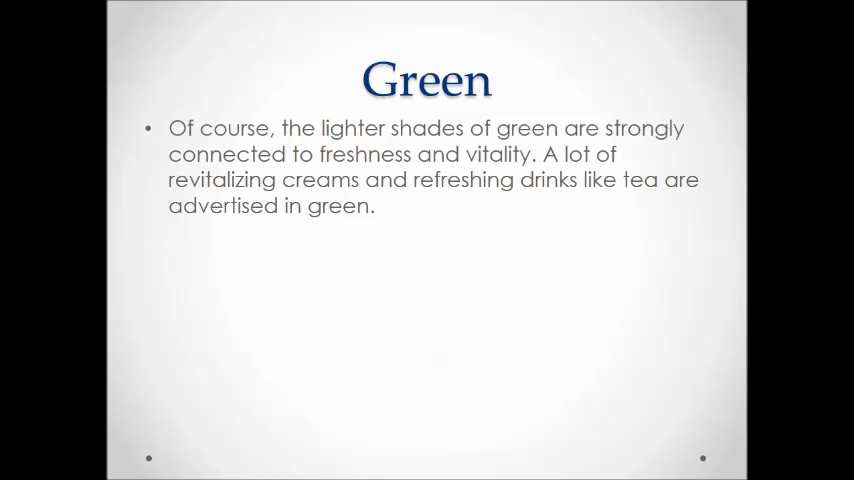 Green
• Of course, the lighter shades of green are strongly
connected to freshness and vitality. A lot of
revitalizing creams and refreshing drinks like tea are
advertised in green.